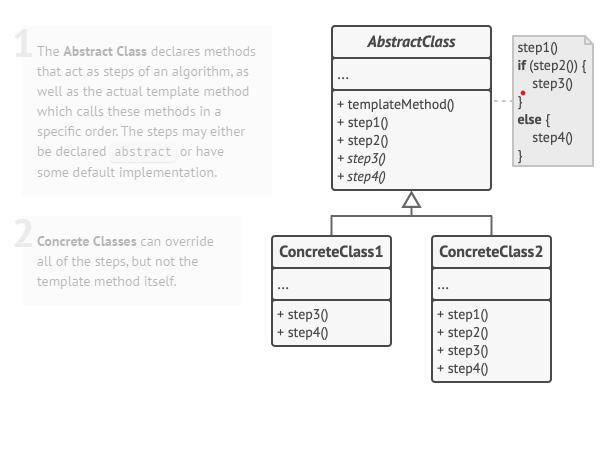 1
The Abstract Class declares methods
that act as steps of an algorithm, as
well as the actual template method
which calls these methods in a
specific order. The steps may either
be declared abstract or have
some default implementation.
2
Concrete Classes can override
all of the steps, but not the
template method itself.
AbstractClass
...
+ templateMethod()
+ step1()
+ step2()
+ step3()
+ step4()
step1()
if (step2()) {
step3()
}
else {
step4()
}
ConcreteClass1
...
+ step3()
+ step4()
ConcreteClass2
...
+ step1()
+ step2()
+ step3()
+ step4()